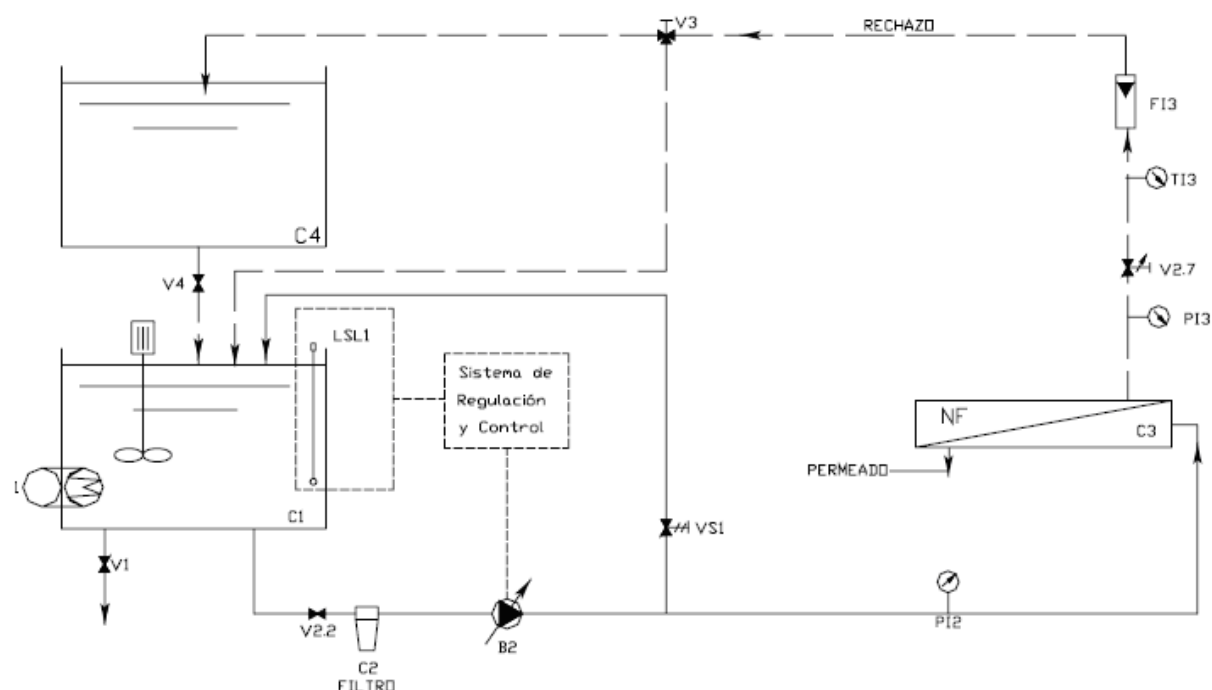 V3
RECHAZO
FI3
TI3
C4
V4
V2.7
LSL1
PI3
Sistema de
Regulación
y Control
NF
C3
PERMEADO
1
C1
VS1
V1
V2.2
B2
PI2
C2
FILTRO